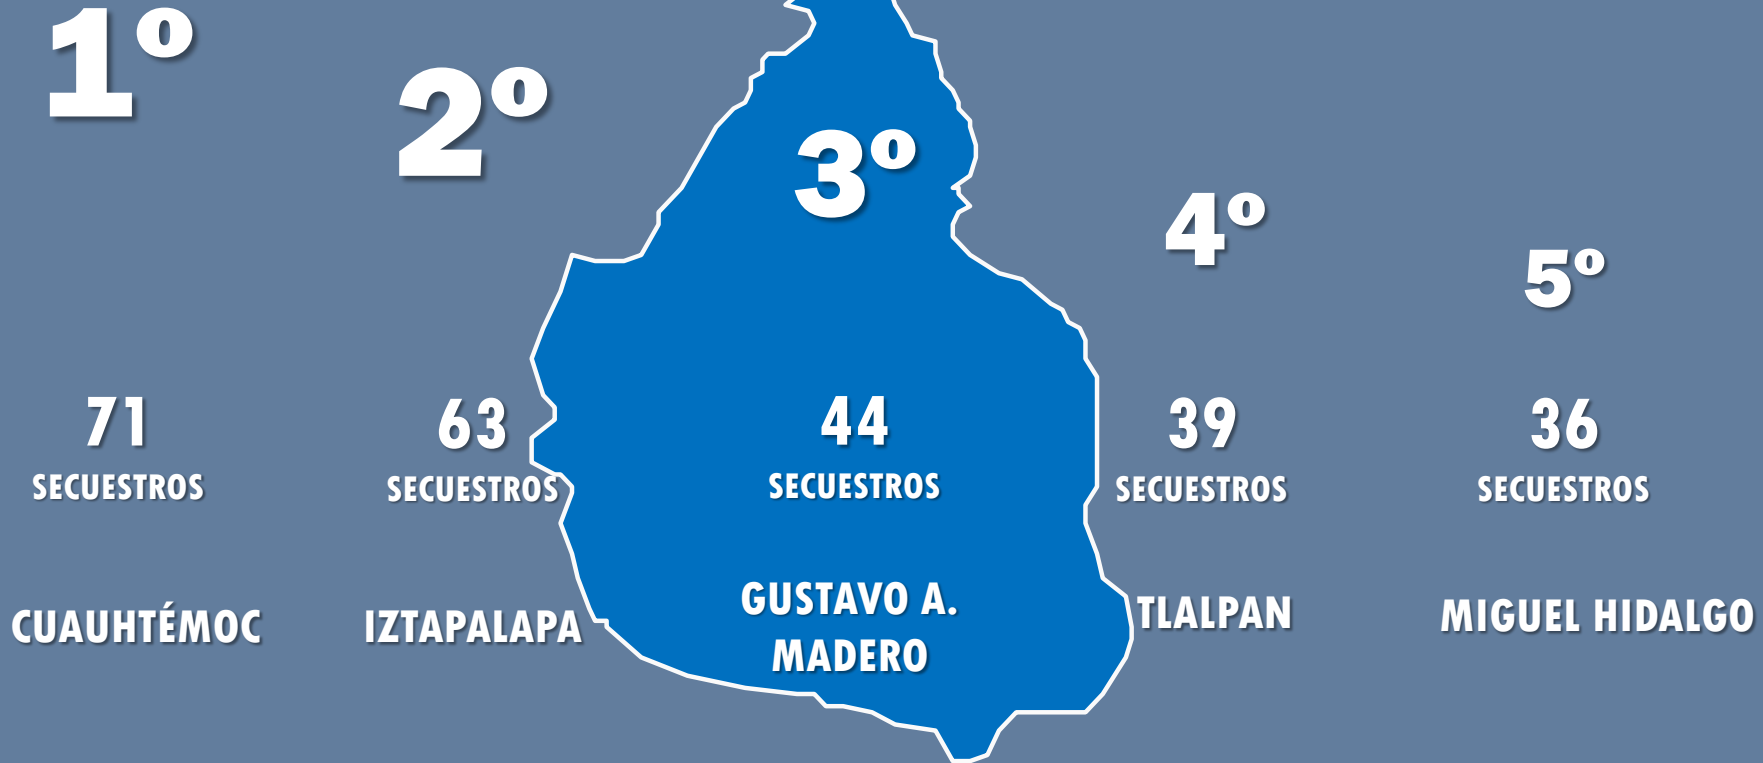 1º
71
SECUESTROS
CUAUHTÉMOC
2º
63
SECUESTROS
IZTAPALAPA
3º
44
SECUESTROS
GUSTAVO A.
MADERO
4º
39
SECUESTROS
TLALPAN
5º
36
SECUESTROS
MIGUEL HIDALGO